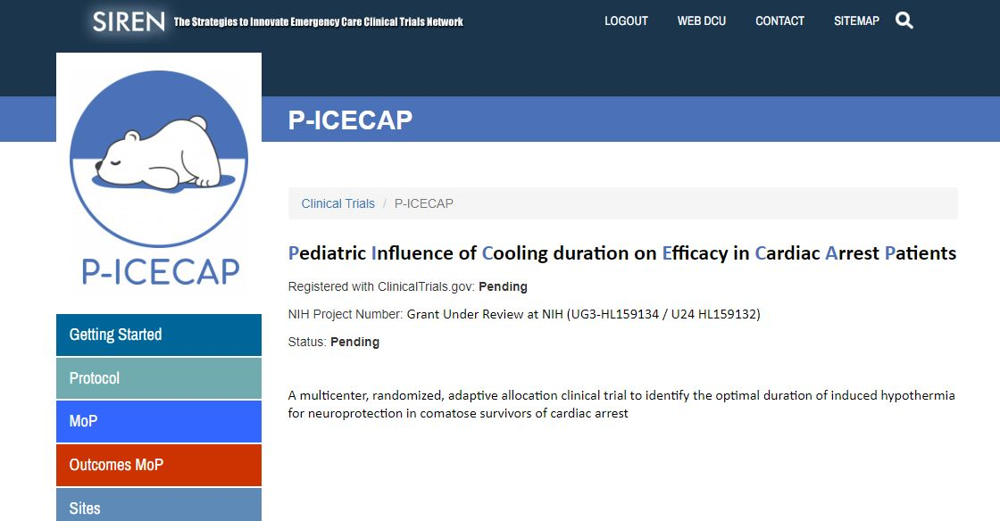 SIREN The Strategies to Innovate Emergency Care Clinical Trials Network
LOGOUT WEB DCU CONTACT SITEMAP
P-ICECAP
P-ICECAP
Clinical Trials / P-ICECAP
Pediatric Influence of Cooling duration on Efficacy in Cardiac Arrest Patients
Registered with ClinicalTrials.gov: Pending
NIH Project Number: Grant Under Review at NIH (UG3-HL159134 / U24 HL159132)
Status: Pending
A multicenter, randomized, adaptive allocation clinical trial to identify the optimal duration of induced hypothermia
for neuroprotection in comatose survivors of cardiac arrest
Getting Started
Protocol
MoP
Outcomes MoP
Sites